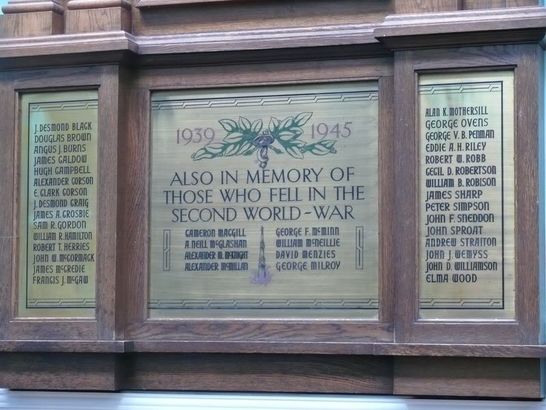 J. DESMOND BLACK
DOUGLAS BROWN
ANGUS J. BURNS
JAMES GALDOW
HUGH CAMPBELL
ALEXANDER CORSON
E. CLARK CORSON
J. DESMOND CRAIG
JAMES A. CROSBIE
SAM R. GORDON
WILLIAM R. HAMILTON
ROBERT T. HERRIES
JOHN W. McCORMACK
JAMES McCREDIE
FRANCIS J. McGAW
1939 1945
ALSO IN MEMORY OF
THOSE WHO FELL IN THE
SECOND WORLD-WAR
CAMERON MACGILL
A. NEILL McGLASHAN
ALEXANDER M. McKNIGHT
ALEXANDER McMILLAN
GEORGE F. McMINN
WILLIAM McNEILLIE
DAVID MENZIES
GEORGE MILROY
ALAN K. MOTHERSILL
GEORGE OVENS
GEORGE V. B. PENMAN
EDDIE A. H. RILEY
ROBERT W. ROBB
CECIL D. ROBERTSON
WILLIAM B. ROBISON
JAMES SHARP
PETER SIMPSON
JOHN F. SNEDDON
JOHN SPROAT
ANDREW STRAITON
JOHN J. WEMYSS
JOHN D. WILLIAMSON
ELMA WOOD